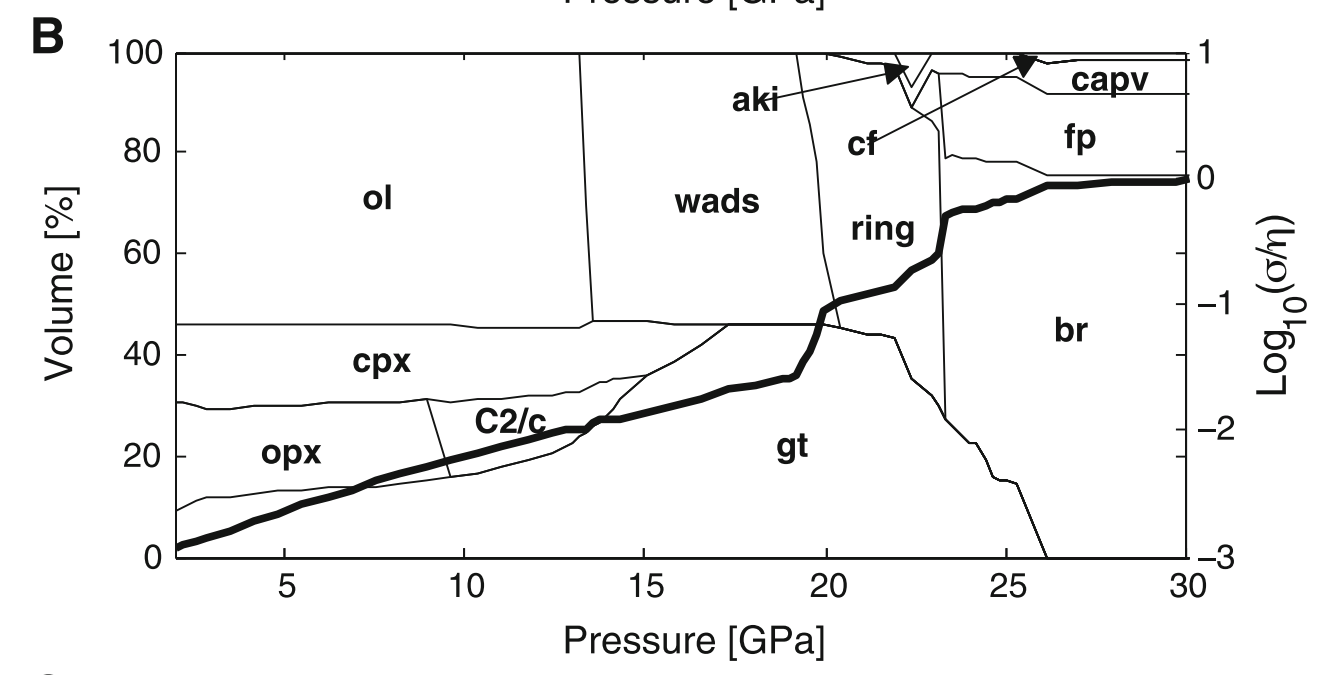 Pressure [GPa]
B
100
80
60
40
20
0
Volume [%]
ol
wads
aki
cf
ring
capv
fp
br
cpx
C2/c
opx
gt
1
0
−1
−2
−3
Log10(σ/η)
5
10
15
20
25
30
Pressure [GPa]